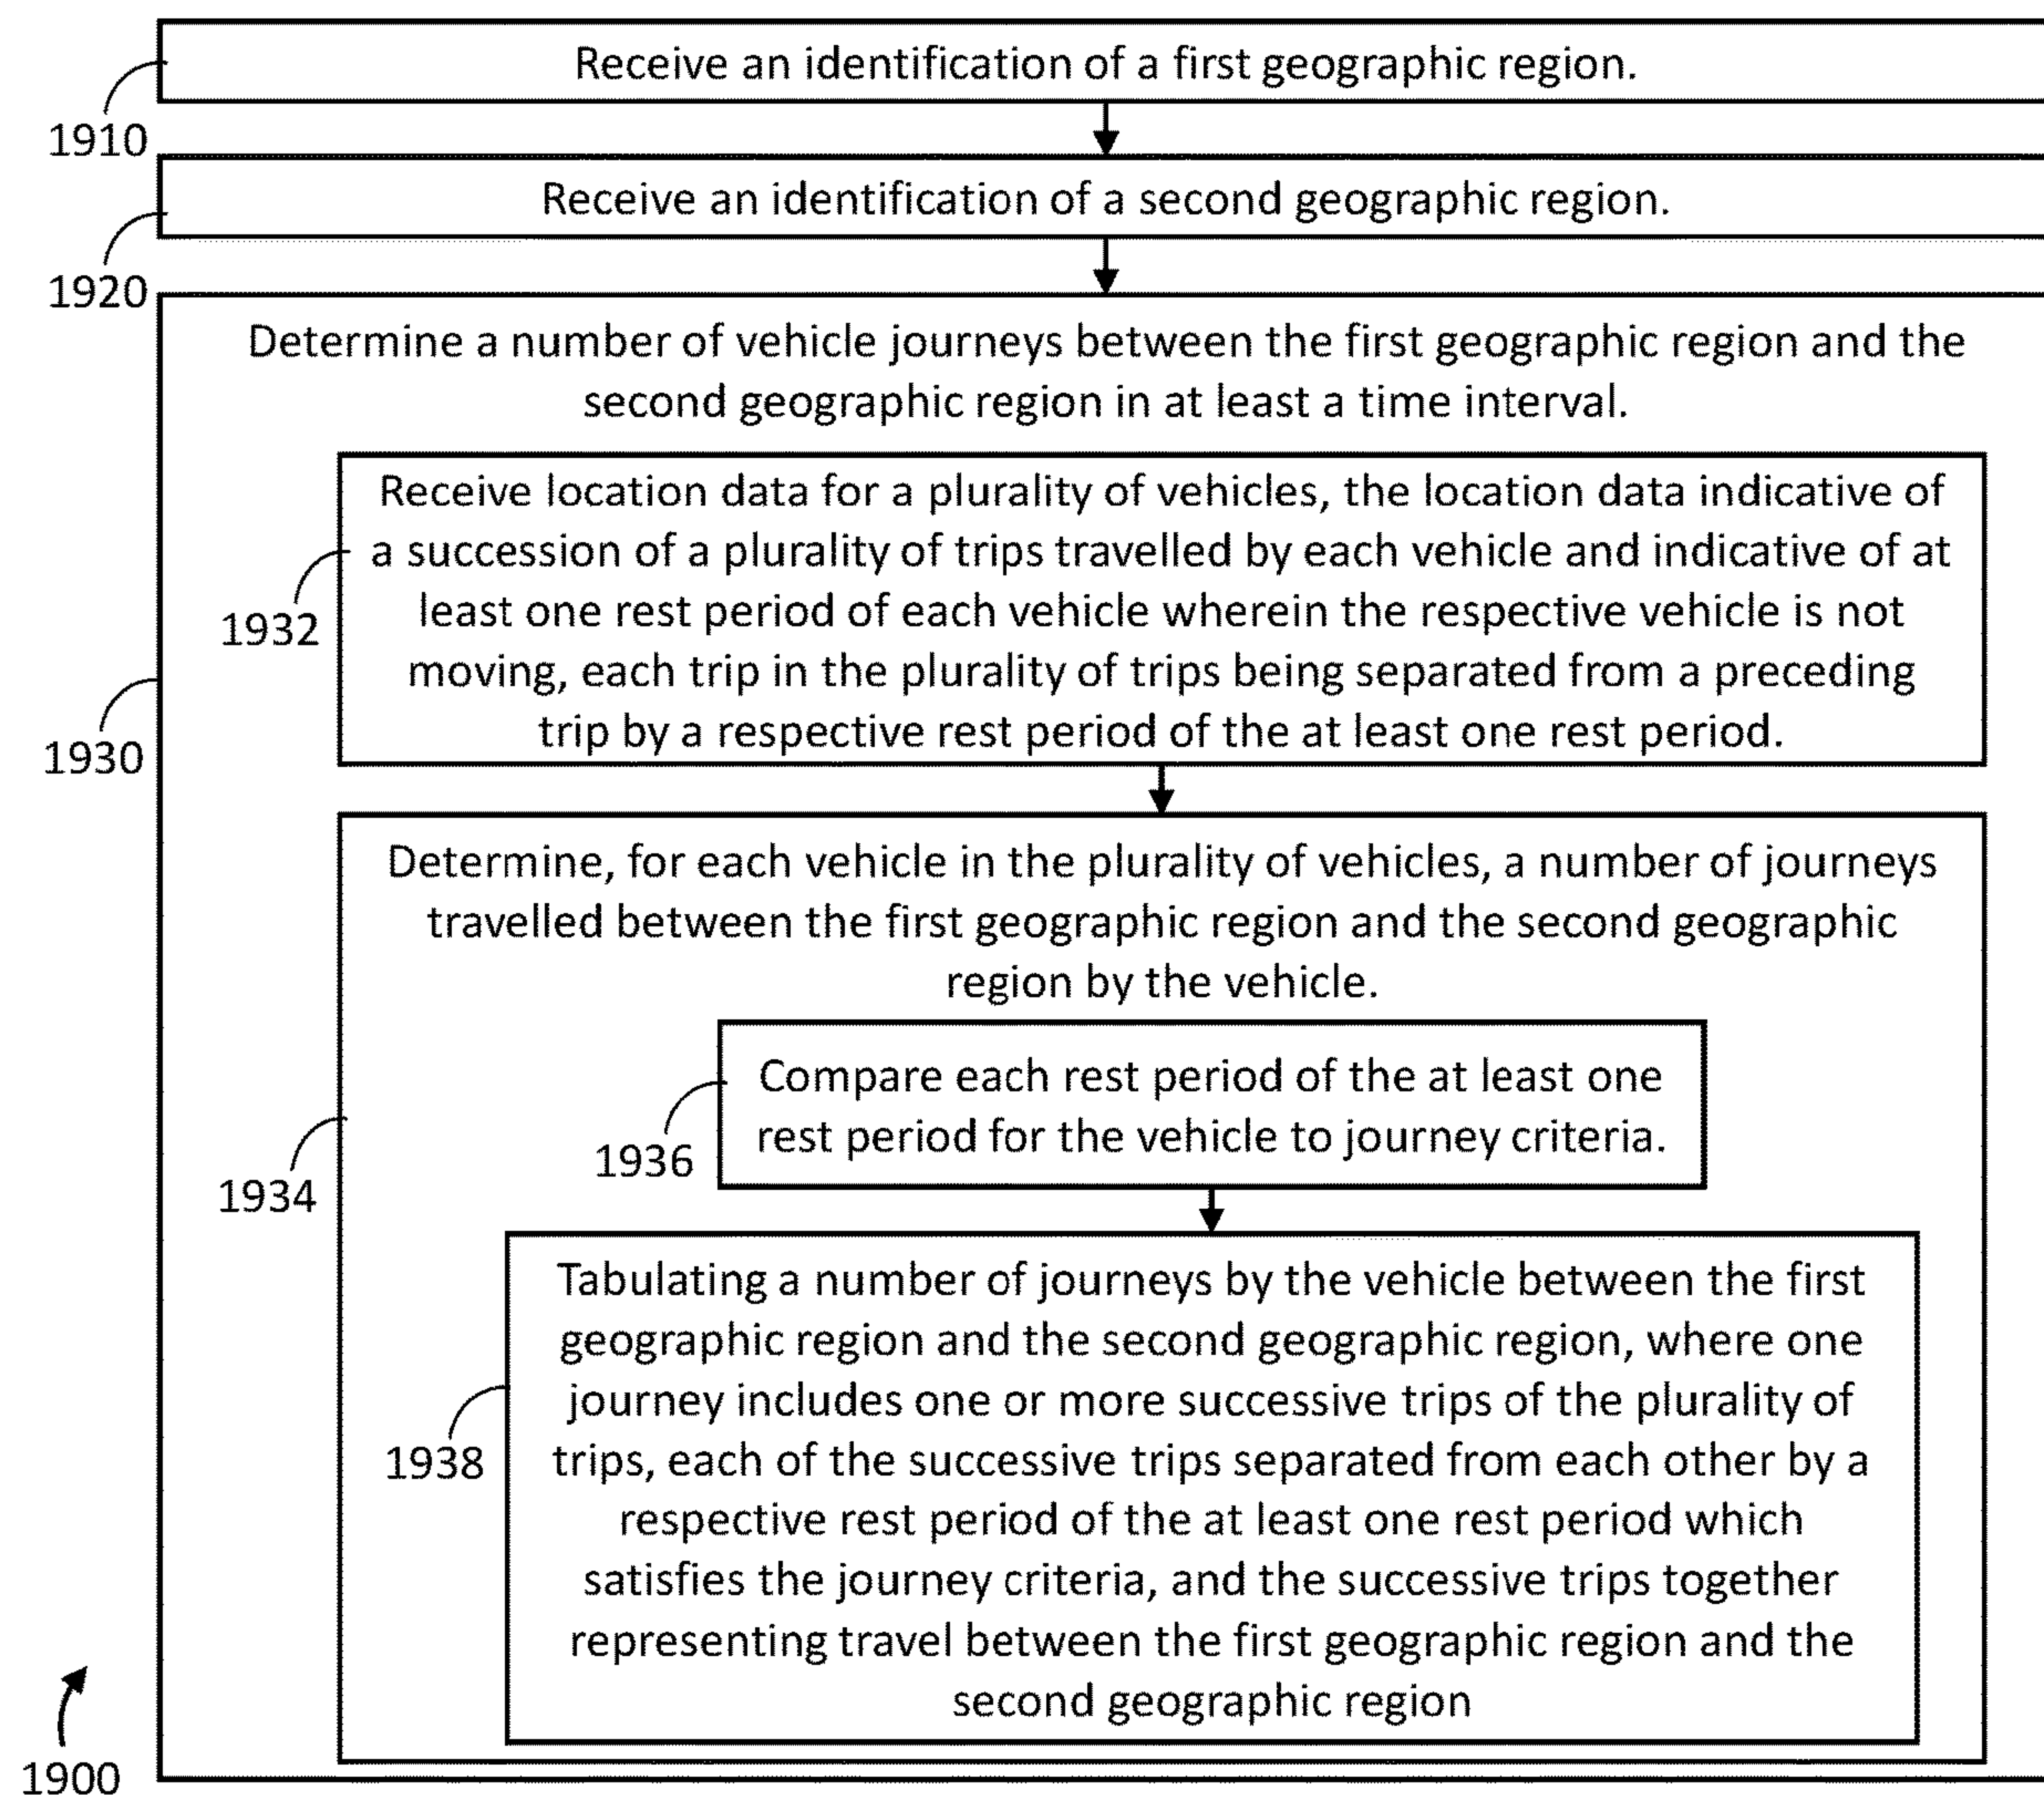 Receive an identification of a first geographic region.
1910
Receive an identification of a second geographic region.
1920
Determine a number of vehicle journeys between the first geographic region and the
second geographic region in at least a time interval.
Receive location data for a plurality of vehicles, the location data indicative of
a succession of a plurality of trips travelled by each vehicle and indicative of at
least one rest period of each vehicle wherein the respective vehicle is not
moving, each trip in the plurality of trips being separated from a preceding
trip by a respective rest period of the at least one rest period.
1932
1930
Determine, for each vehicle in the plurality of vehicles, a number of journeys
travelled between the first geographic region and the second geographic
region by the vehicle.
Compare each rest period of the at least one
rest period for the vehicle to journey criteria.
1936
1934
Tabulating a number of journeys by the vehicle between the first
geographic region and the second geographic region, where one
journey includes one or more successive trips of the plurality of
trips, each of the successive trips separated from each other by a
respective rest period of the at least one rest period which
satisfies the journey criteria, and the successive trips together
representing travel between the first geographic region and the
second geographic region
1938
1900